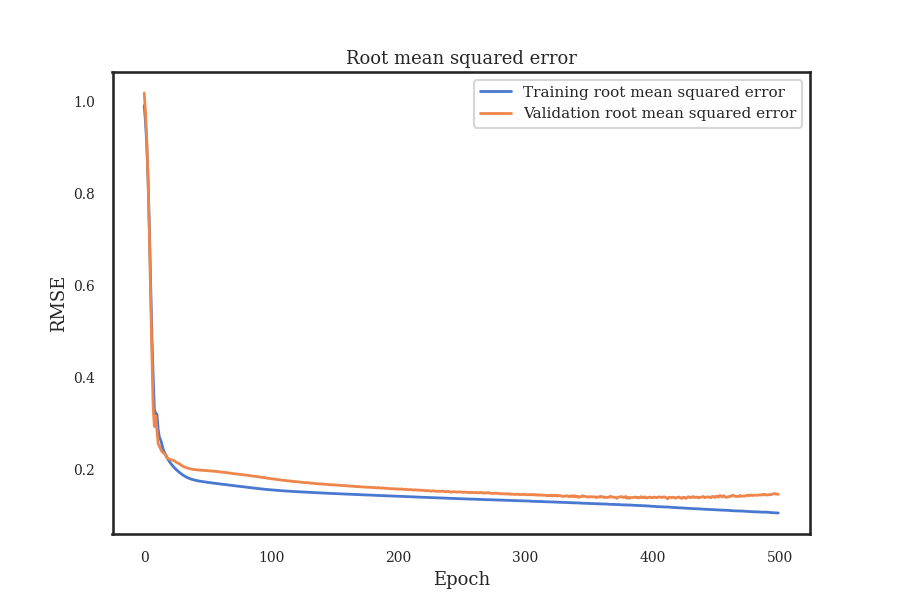 Root mean squared error
Training root mean squared error
Validation root mean squared error
1.0
0.8
0.6
0.4
0.2
RMSE
0 100 200 300 400 500
Epoch